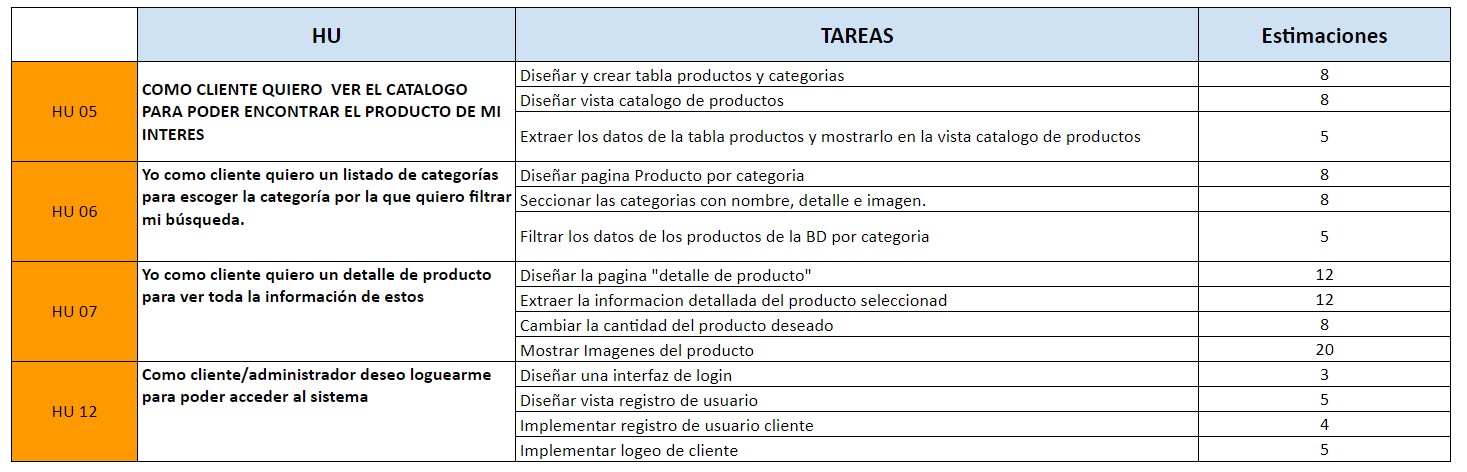 HU TAREAS Estimaciones
HU 05
COMO CLIENTE QUIERO  VER EL CATALOGO
PARA PODER ENCONTRAR EL PRODUCTO DE MI
INTERES
Diseñar y crear tabla productos y categorias 8
Diseñar vista catalogo de productos 8
Extraer los datos de la tabla productos y mostrarlo en la vista catalogo de productos 5
HU 06
Yo como cliente quiero un listado de categorías
para escoger la categoría por la que quiero filtrar
mi búsqueda.
Diseñar pagina Producto por categoria 8
Seccionar las categorias con nombre, detalle e imagen. 8
Filtrar los datos de los productos de la BD por categoria 5
HU 07
Yo como cliente quiero un detalle de producto
para ver toda la información de estos
Diseñar la pagina "detalle de producto" 12
Extraer la informacion detallada del producto seleccionad 12
Cambiar la cantidad del producto deseado 8
Mostrar Imagenes del producto 20
HU 12
Como cliente/administrador deseo loguearme
para poder acceder al sistema
Diseñar una interfaz de login 3
Diseñar vista registro de usuario 5
Implementar registro de usuario cliente 4
Implementar logeo de cliente 5